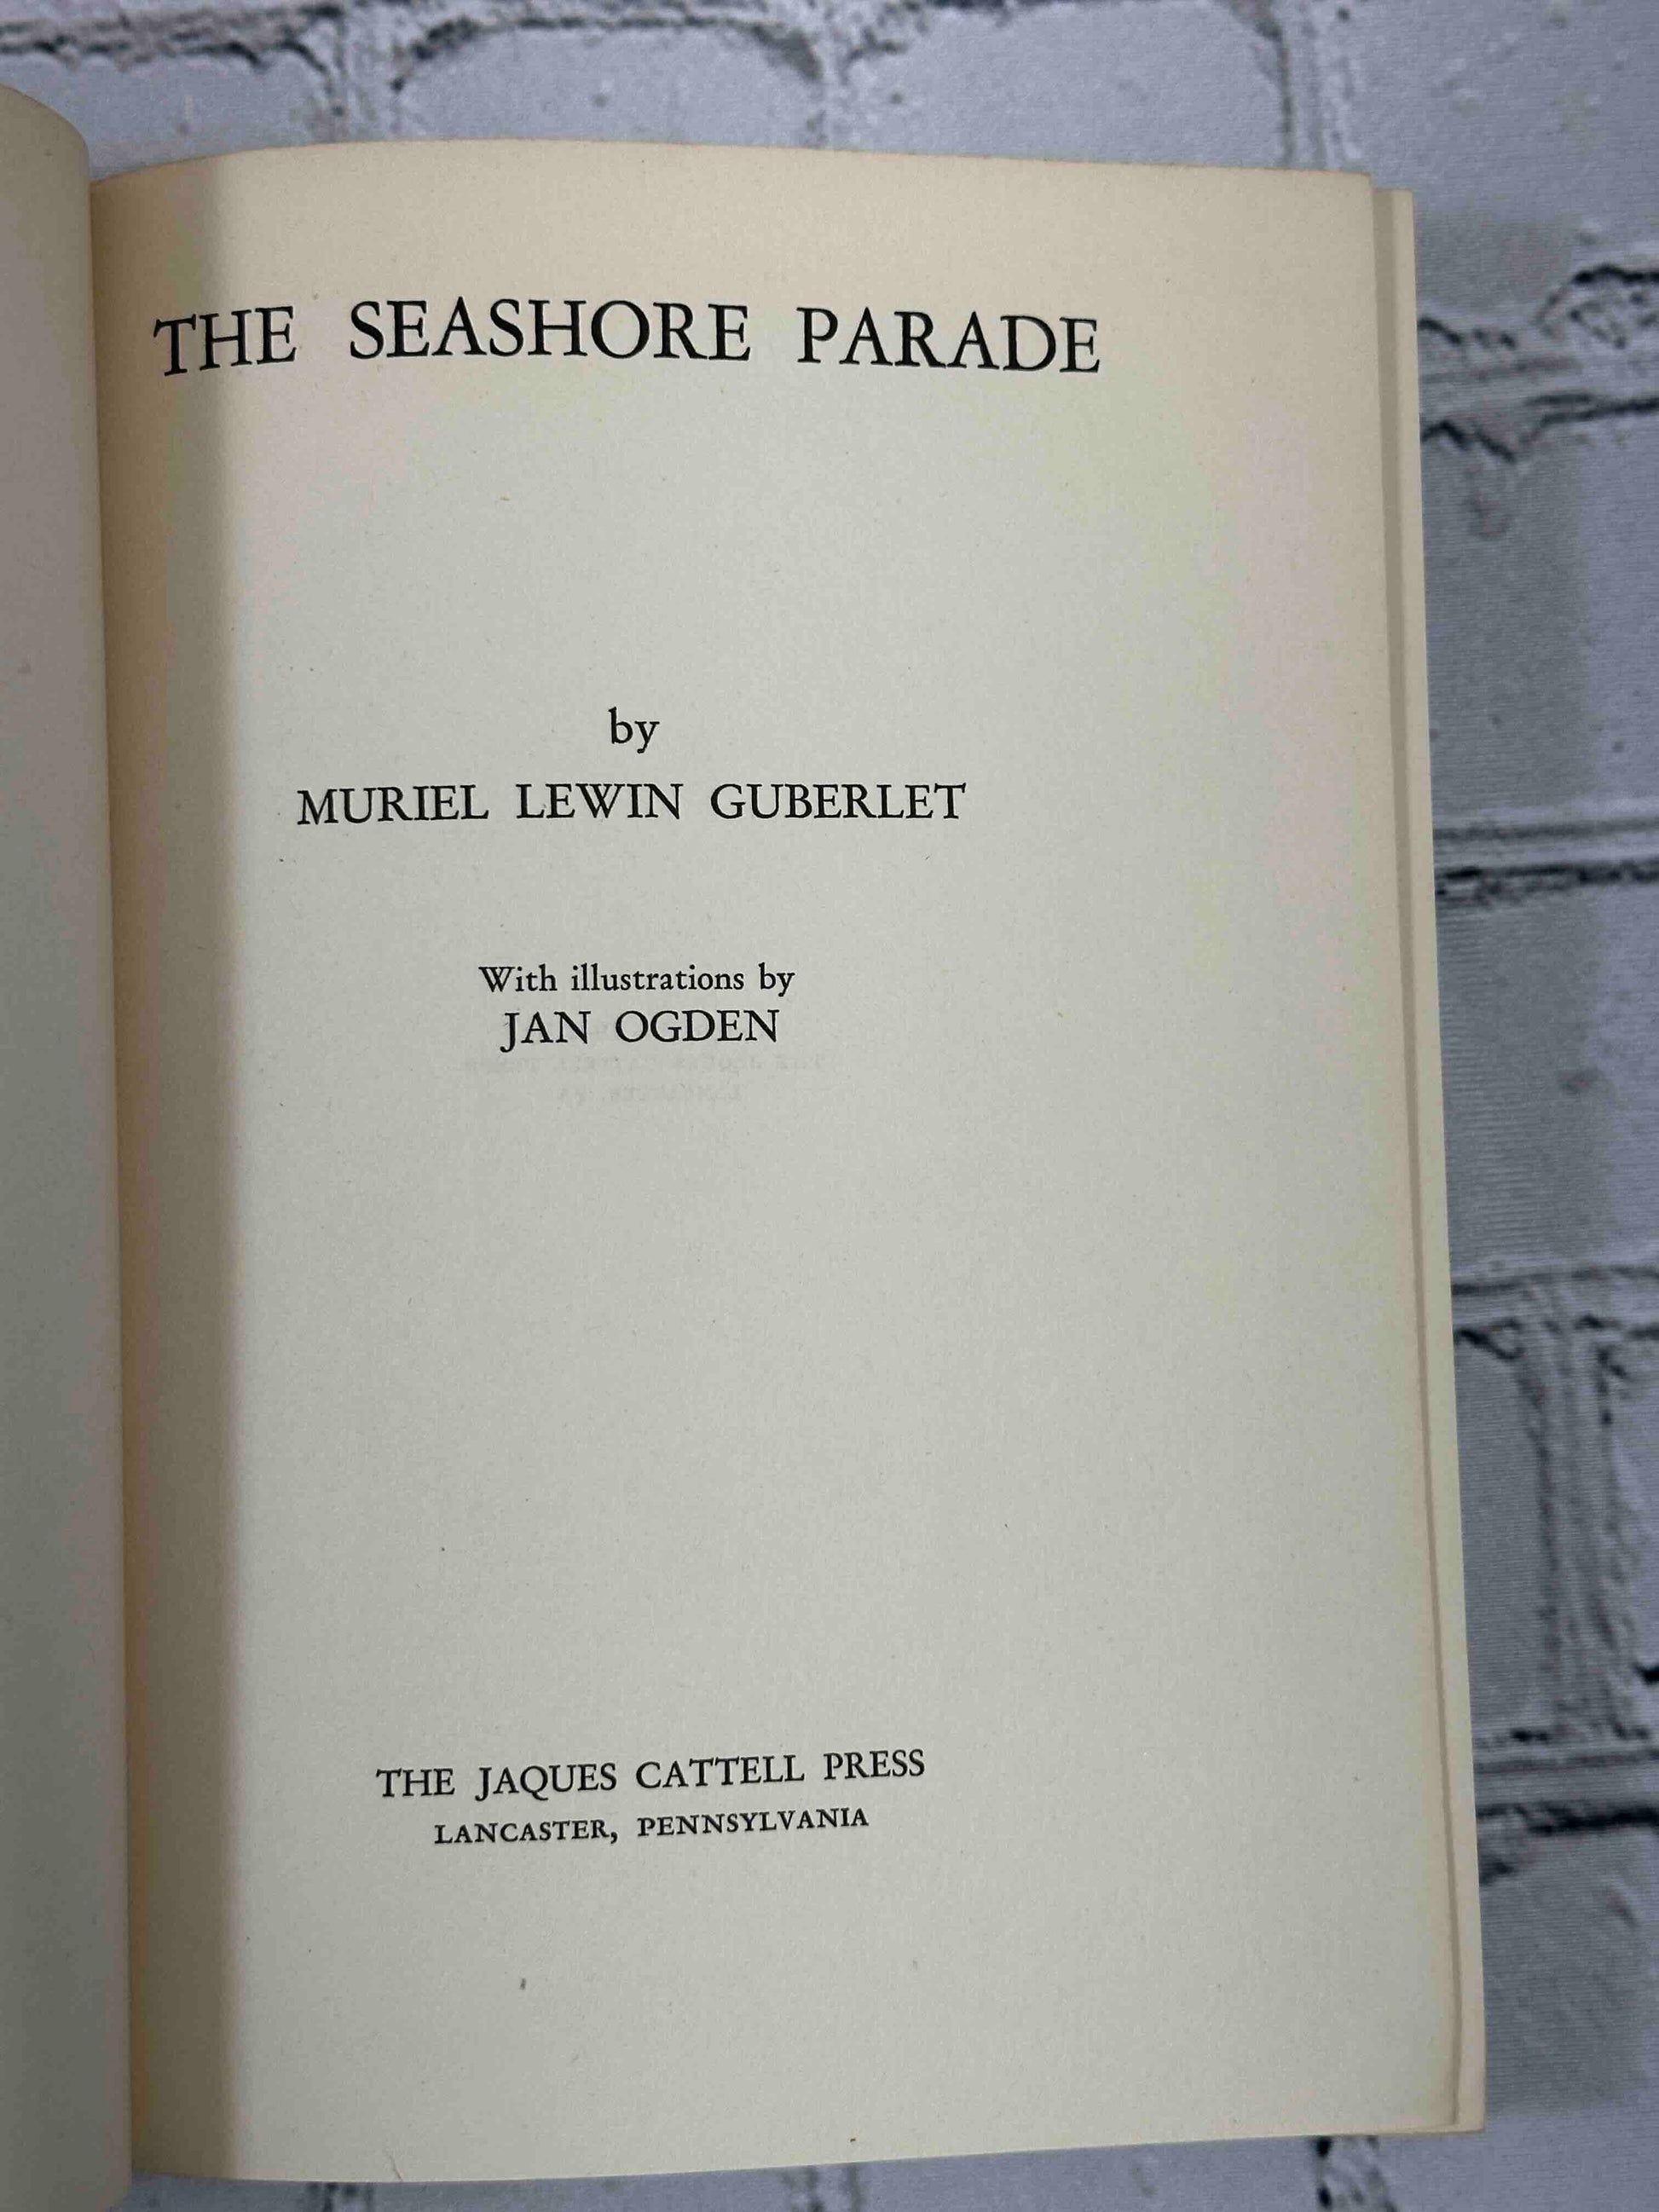 THE SEASHORE PARADE
by
MURIEL LEWIN GUBERLET
With illustrations by
JAN OGDEN
THE JAQUES CATTELL PRESS
LANCASTER, PENNSYLVANIA